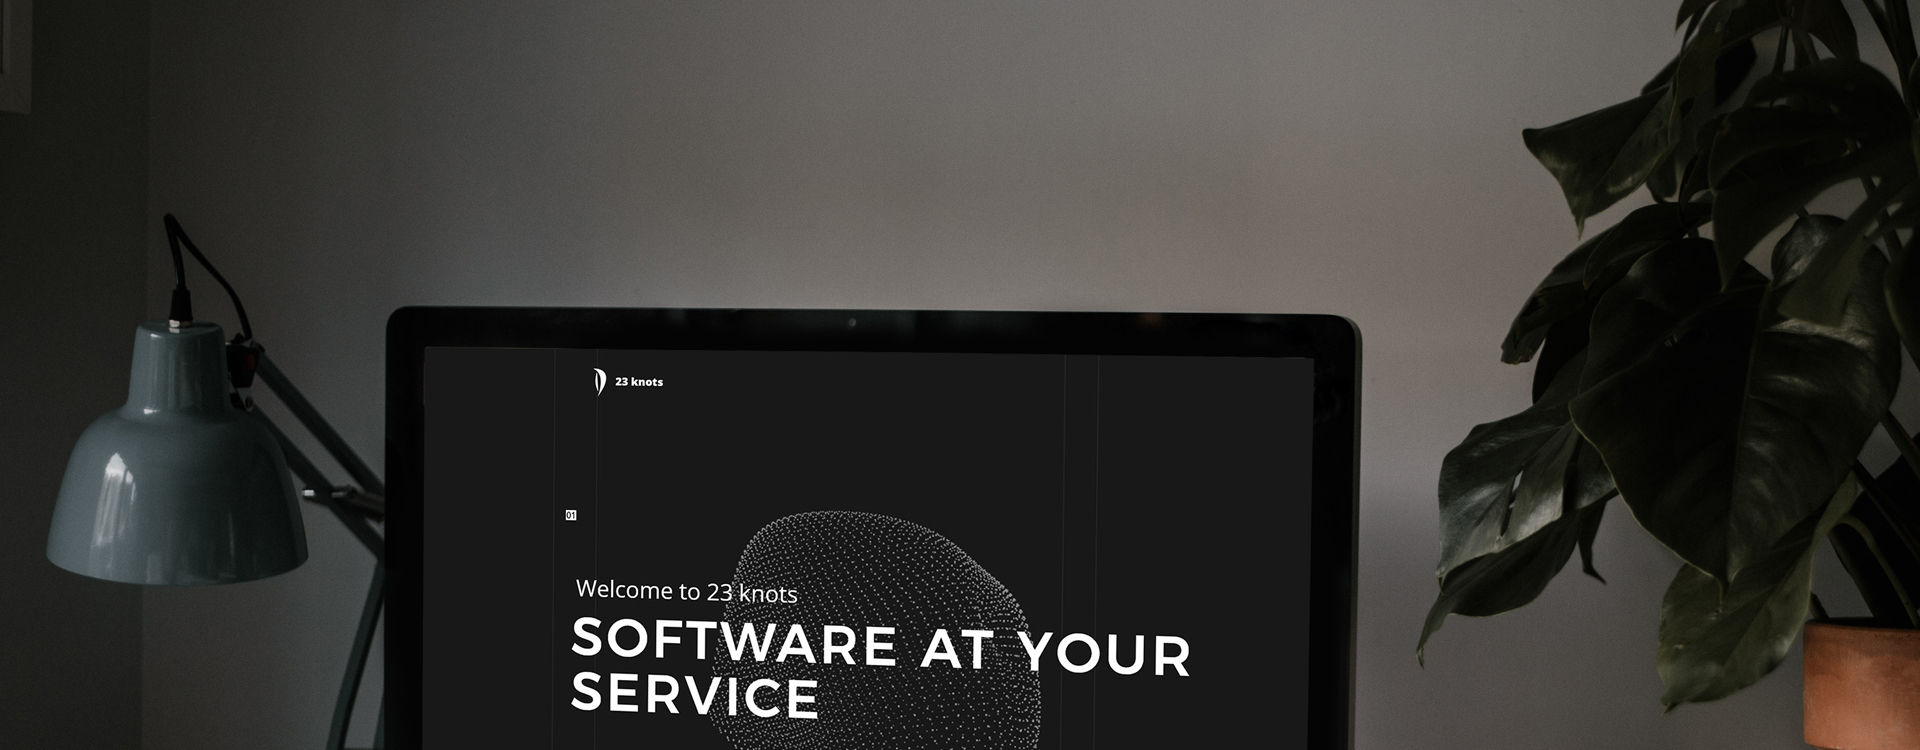 23 knots
01
Welcome to 23 knots
SOFTWARE AT YOUR
SERVICE